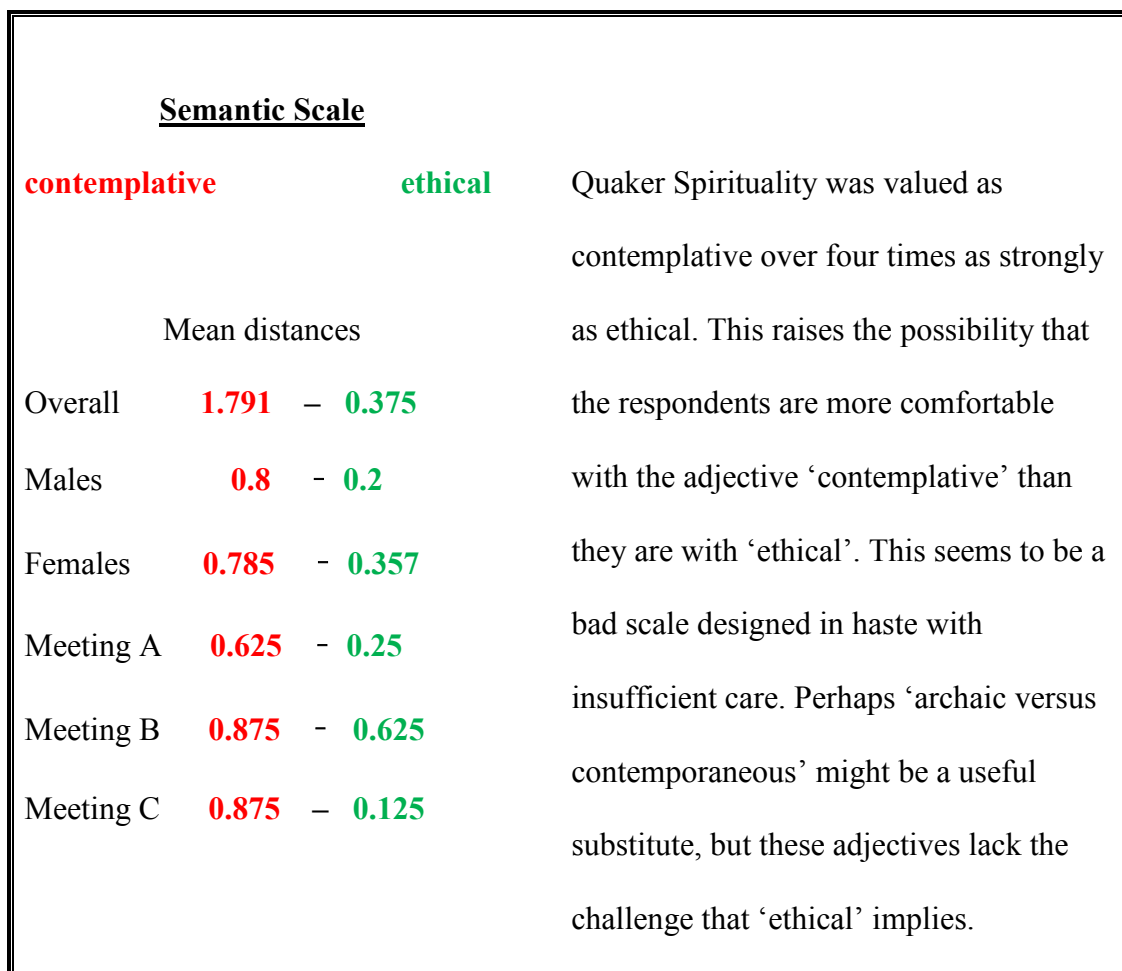 Semantic Scale
contemplative ethical
Mean distances
Overall 1.791 – 0.375
Males 0.8 - 0.2
Females 0.785 - 0.357
Meeting A 0.625 - 0.25
Meeting B 0.875 - 0.625
Meeting C 0.875 – 0.125
Quaker Spirituality was valued as
contemplative over four times as strongly
as ethical. This raises the possibility that
the respondents are more comfortable
with the adjective ‘contemplative’ than
they are with ‘ethical’. This seems to be a
bad scale designed in haste with
insufficient care. Perhaps ‘archaic versus
contemporaneous’ might be a useful
substitute, but these adjectives lack the
challenge that ‘ethical’ implies.